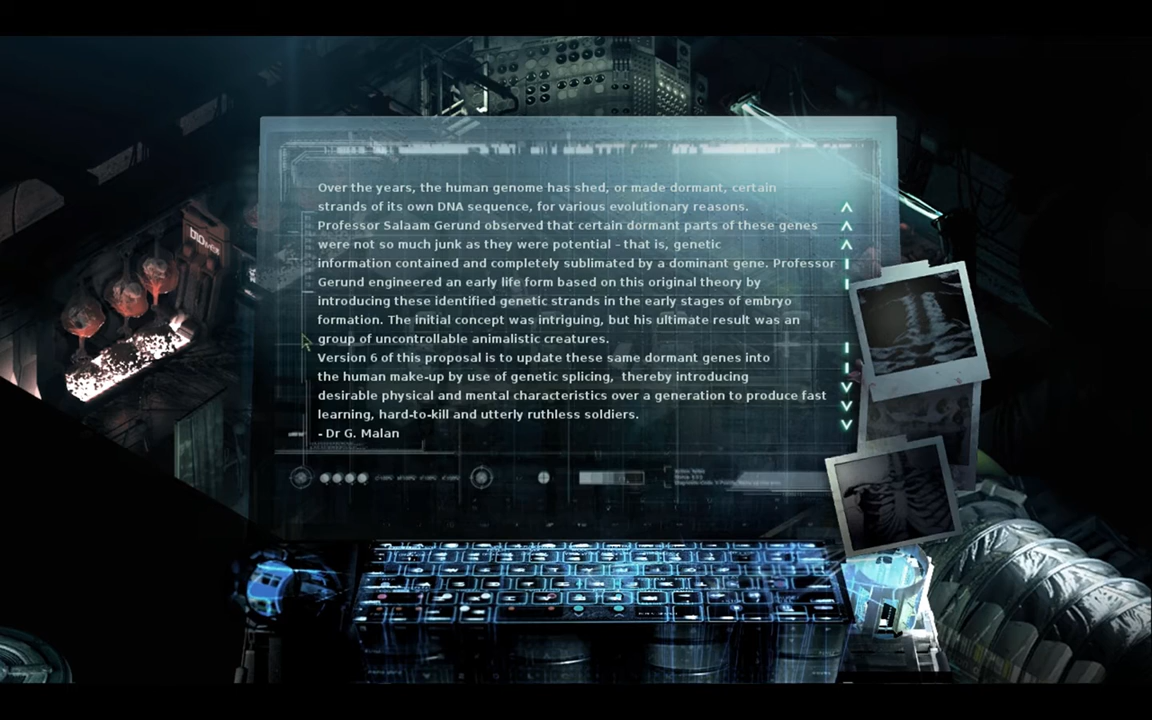 Over the years, the human genome has shed, or made dormant, certain
strands of its own DNA sequence, for various evolutionary reasons.
Professor Salaam Gerund observed that certain dormant parts of these genes
were not so much junk as they were potential - that is, genetic
information contained and completely sublimated by a dominant gene. Professor
Gerund engineered an early life form based on this original theory by
introducing these identified genetic strands in the early stages of embryo
formation. The initial concept was intriguing, but his ultimate result was an
group of uncontrollable animalistic creatures.
Version 6 of this proposal is to update these same dormant genes into
the human make-up by use of genetic splicing,  thereby introducing
desirable physical and mental characteristics over a generation to produce fast
learning, hard-to-kill and utterly ruthless soldiers.
- Dr G. Malan